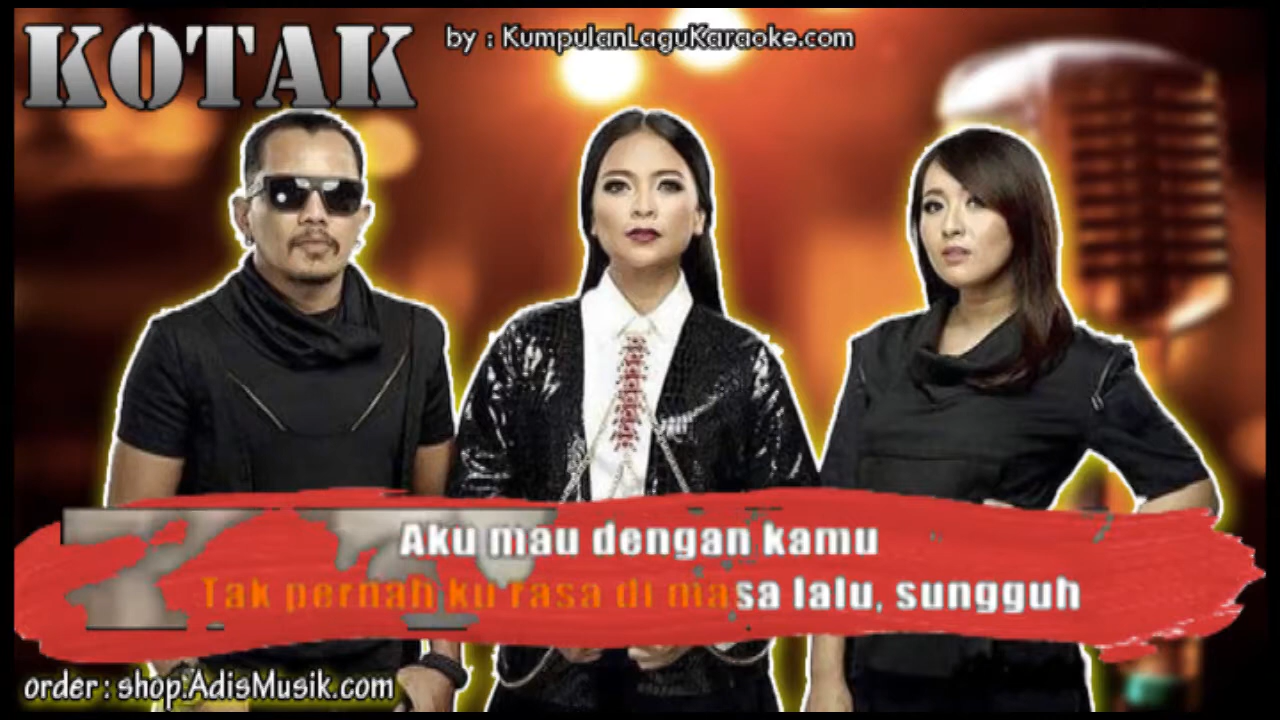 KOTAK
by : KumpulanLaguKaraoke.com
Aku mau dengan kamu
Tak pernah ku rasa di masa lalu, sungguh
order : shop.AdisMusik.com